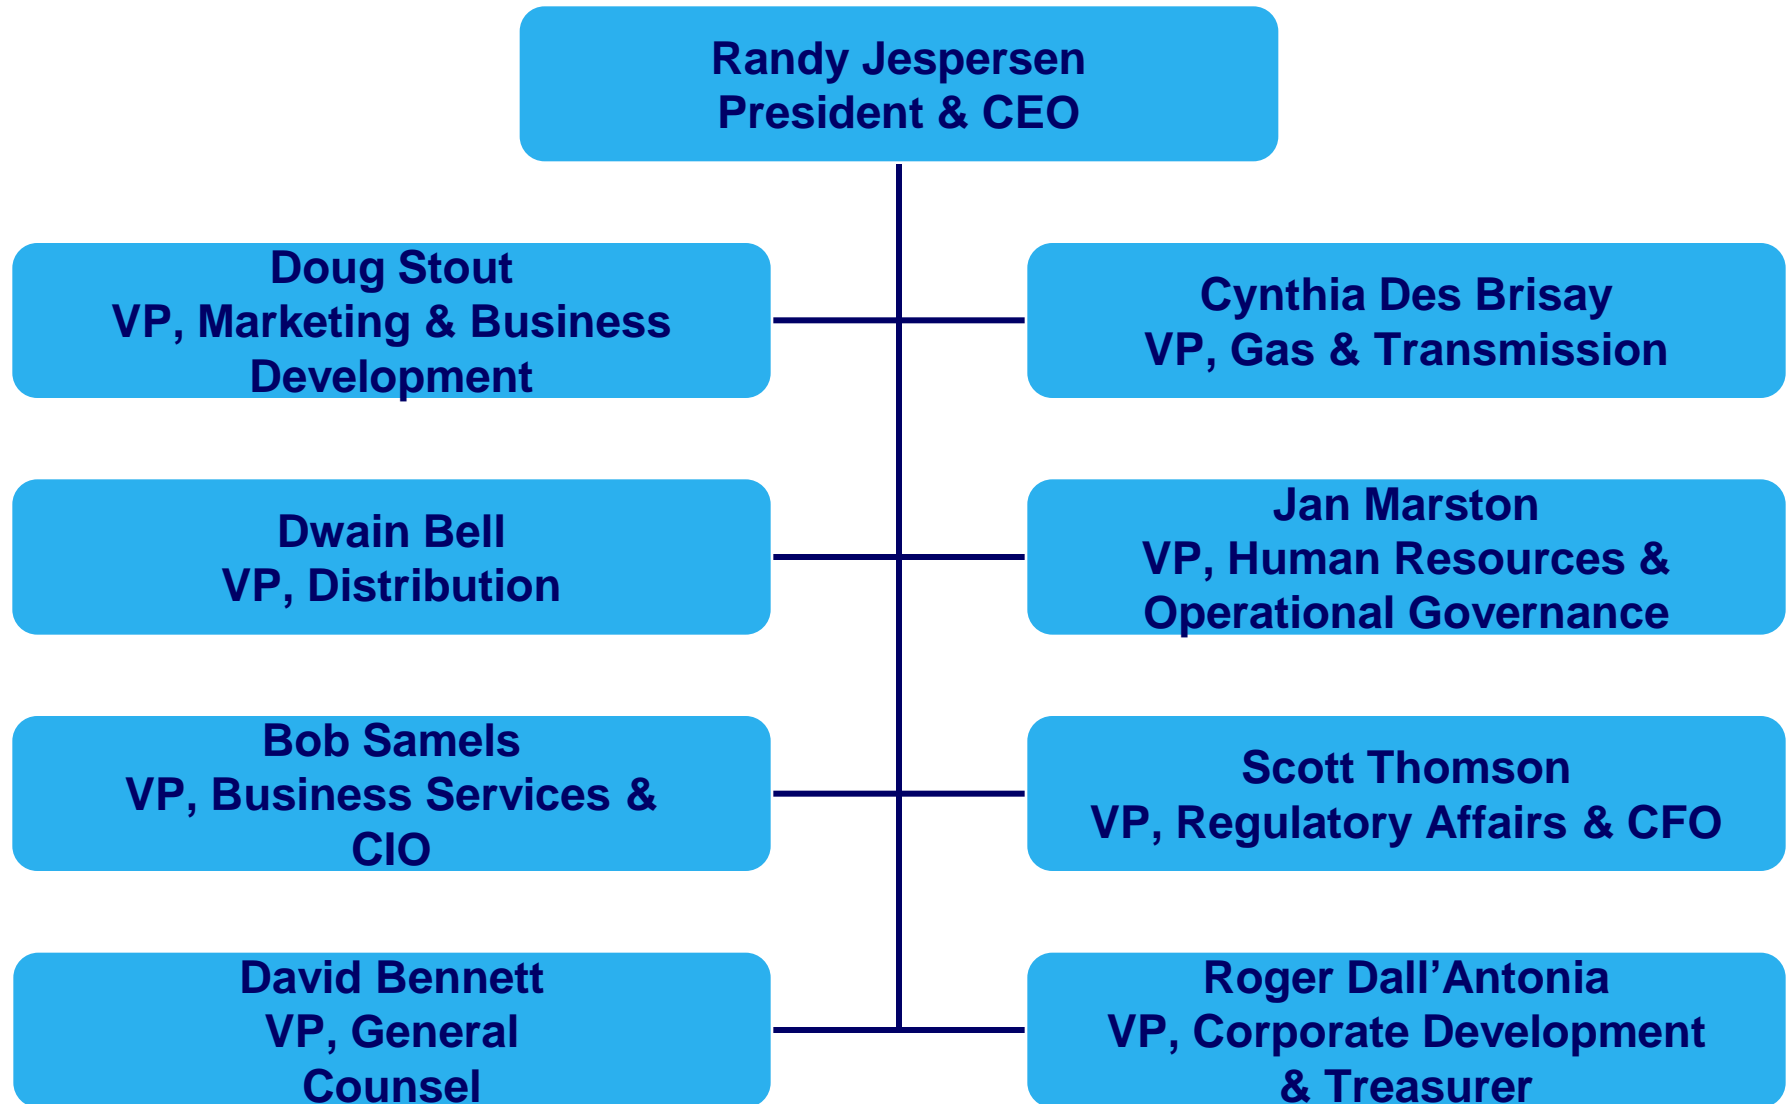 Randy Jespersen
President & CEO
Doug Stout
VP, Marketing & Business
Development
Cynthia Des Brisay
VP, Gas & Transmission
Dwain Bell
VP, Distribution
Jan Marston
VP, Human Resources &
Operational Governance
Bob Samels
VP, Business Services &
CIO
Scott Thomson
VP, Regulatory Affairs & CFO
David Bennett
VP, General
Counsel
Roger Dall’Antonia
VP, Corporate Development
& Treasurer